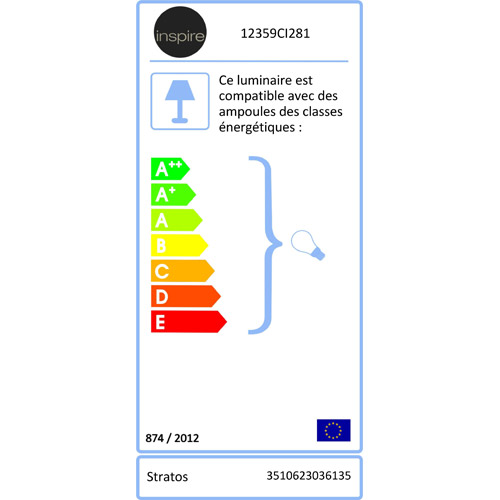 inspire
12359CI281
Ce luminaire est
compatible avec des
ampoules des classes
énergétiques :
A++
A+
A
B
C
D
E
874 / 2012
Stratos
3510623036135